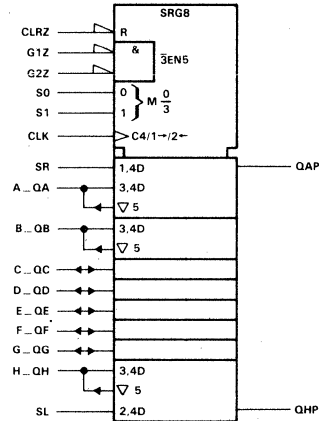 SRG8
CLRZ R
G1Z &
3̅EN5
G2Z
S0 0
M 0/3
S1 1
CLK C4/1→/2←
SR 1,4D QAP
A_QA 3,4D
▽ 5
B_QB 3,4D
▽ 5
C_QC
D_QD
E_QE
F_QF
G_QG
H_QH 3,4D
▽ 5
SL 2,4D QHP